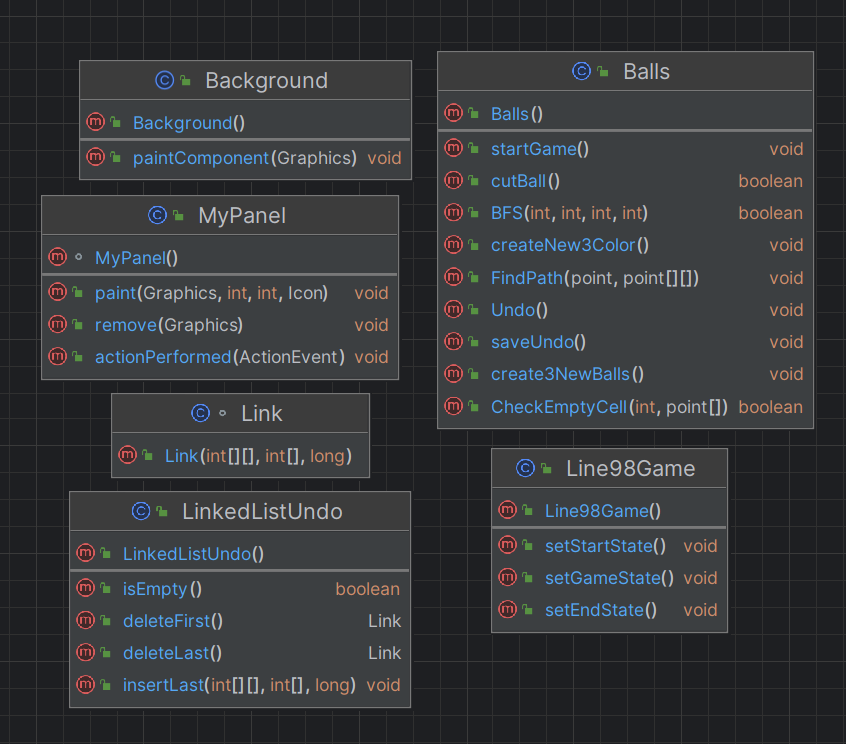 Background
Background()
paintComponent(Graphics) void
MyPanel
MyPanel()
paint(Graphics, int, int, Icon) void
remove(Graphics) void
actionPerformed(ActionEvent) void
Link
Link(int[][], int[], long)
LinkedListUndo
LinkedListUndo()
isEmpty() boolean
deleteFirst() Link
deleteLast() Link
insertLast(int[][], int[], long) void
Balls
Balls()
startGame() void
cutBall() boolean
BFS(int, int, int, int) boolean
createNew3Color() void
FindPath(point, point[][]) void
Undo() void
saveUndo() void
create3NewBalls() void
CheckEmptyCell(int, point[]) boolean
Line98Game
Line98Game()
setStartState() void
setGameState() void
setEndState() void